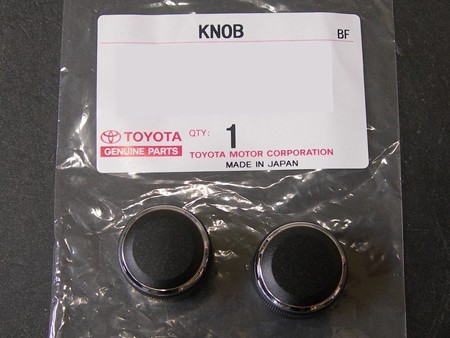 KNOB BF
TOYOTA QTY: 1
GENUINE PARTS TOYOTA MOTOR CORPORATION
MADE IN JAPAN